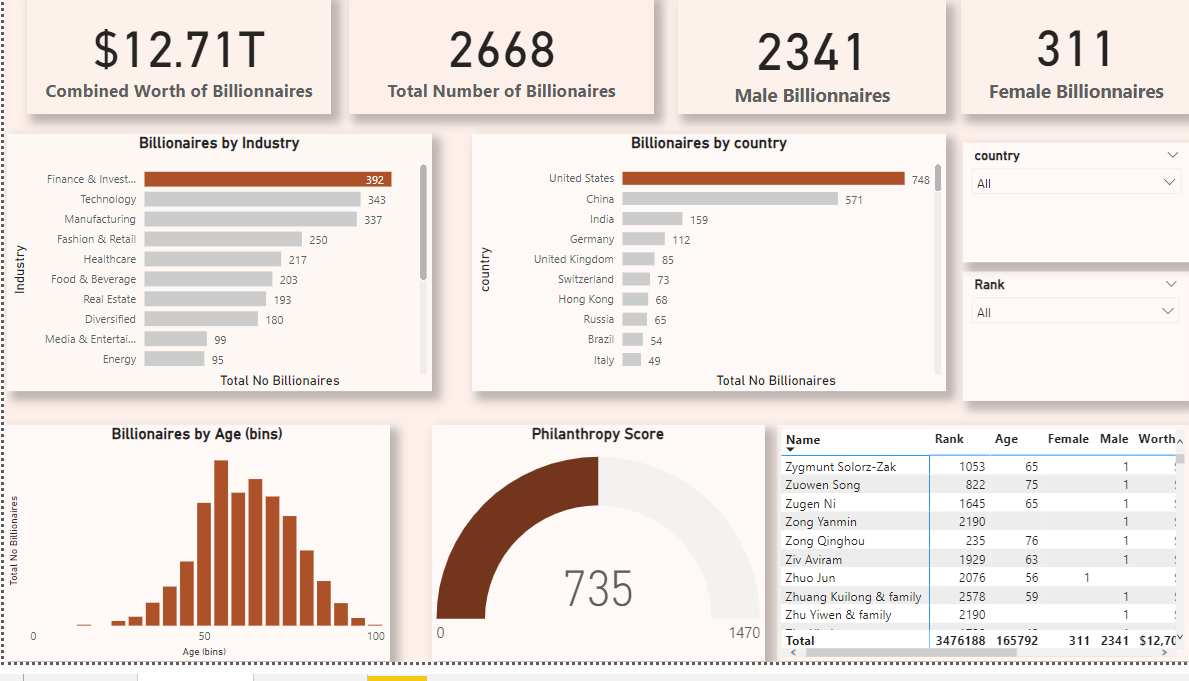 $12.71T
Combined Worth of Billionnaires
2668
Total Number of Billionaires
2341
Male Billionnaires
311
Female Billionnaires
Billionaires by Industry
Industry
Finance & Invest... 392
Technology 343
Manufacturing 337
Fashion & Retail 250
Healthcare 217
Food & Beverage 203
Real Estate 193
Diversified 180
Media & Entertai... 99
Energy 95
Total No Billionaires
Billionaires by country
country
United States 748
China 571
India 159
Germany 112
United Kingdom 85
Switzerland 73
Hong Kong 68
Russia 65
Brazil 54
Italy 49
Total No Billionaires
country
All
Rank
All
Billionaires by Age (bins)
Total No Billionaires
0 50 100
Age (bins)
Philanthropy Score
735
0 1470
Name Rank Age Female Male Worth
Zygmunt Solorz-Zak 1053 65 1
Zuowen Song 822 75 1
Zugen Ni 1645 65 1
Zong Yanmin 2190 1
Zong Qinghou 235 76 1
Ziv Aviram 1929 63 1
Zhuo Jun 2076 56 1
Zhuang Kuilong & family 2578 59 1
Zhu Yiwen & family 2190 1
Total 3476188 165792 311 2341 $12,70